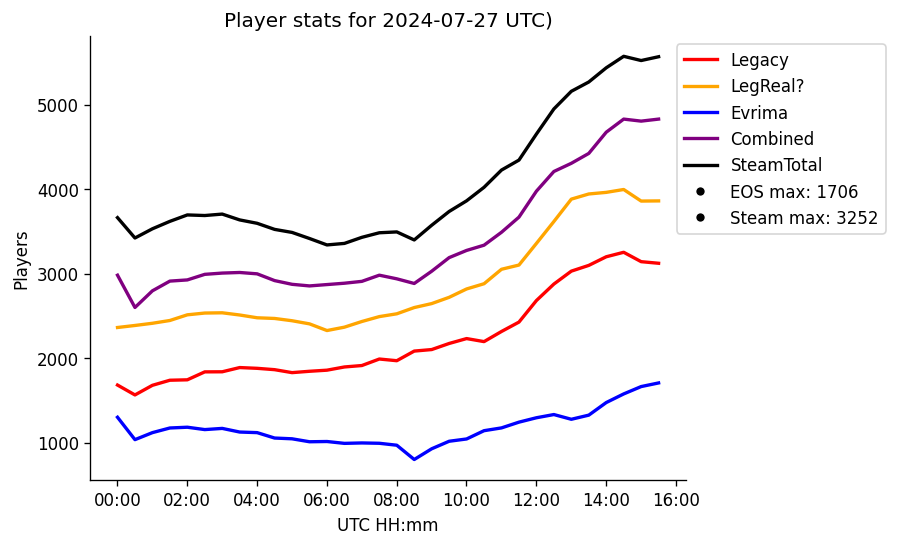 Player stats for 2024-07-27 UTC)
Legacy
LegReal?
Evrima
Combined
SteamTotal
EOS max: 1706
Steam max: 3252
Players
5000
4000
3000
2000
1000
00:00 02:00 04:00 06:00 08:00 10:00 12:00 14:00 16:00
UTC HH:mm